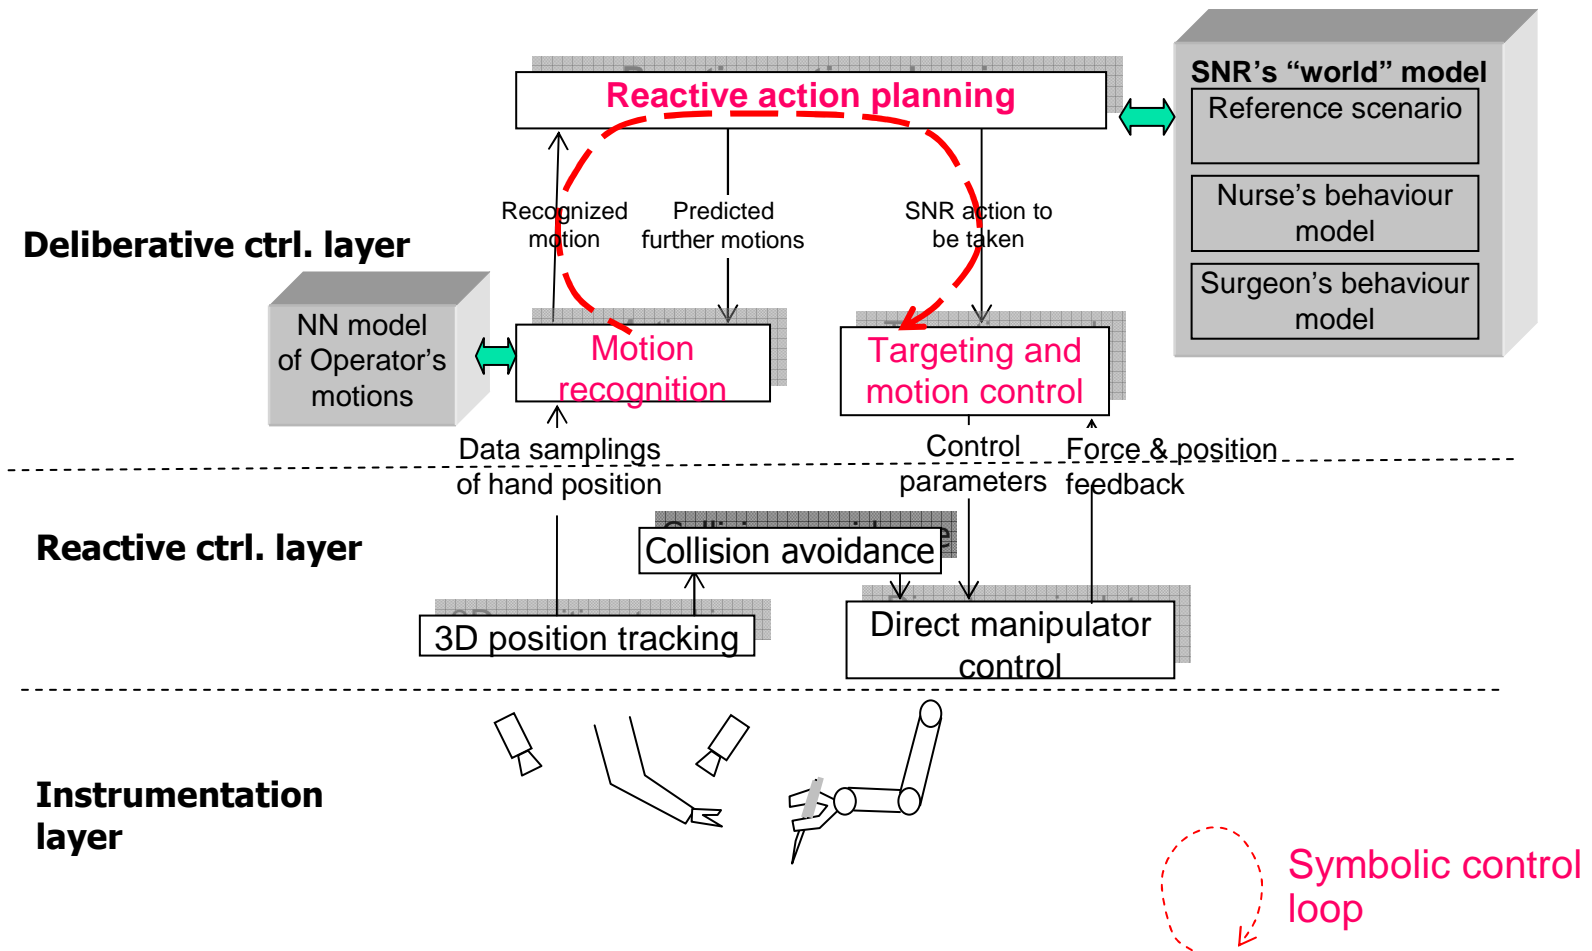 SNR's “world” model
Reference scenario
Nurse's behaviour
model
Surgeon's behaviour
model
Reactive action planning
Recognized
motion
Predicted
further motions
SNR action to
be taken
Deliberative ctrl. layer
NN model
of Operator's
motions
Motion
recognition
Targeting and
motion control
Data samplings
of hand position
Control
parameters
Force & position
feedback
Reactive ctrl. layer
Collision avoidance
3D position tracking
Direct manipulator
control
Instrumentation
layer
Symbolic control
loop